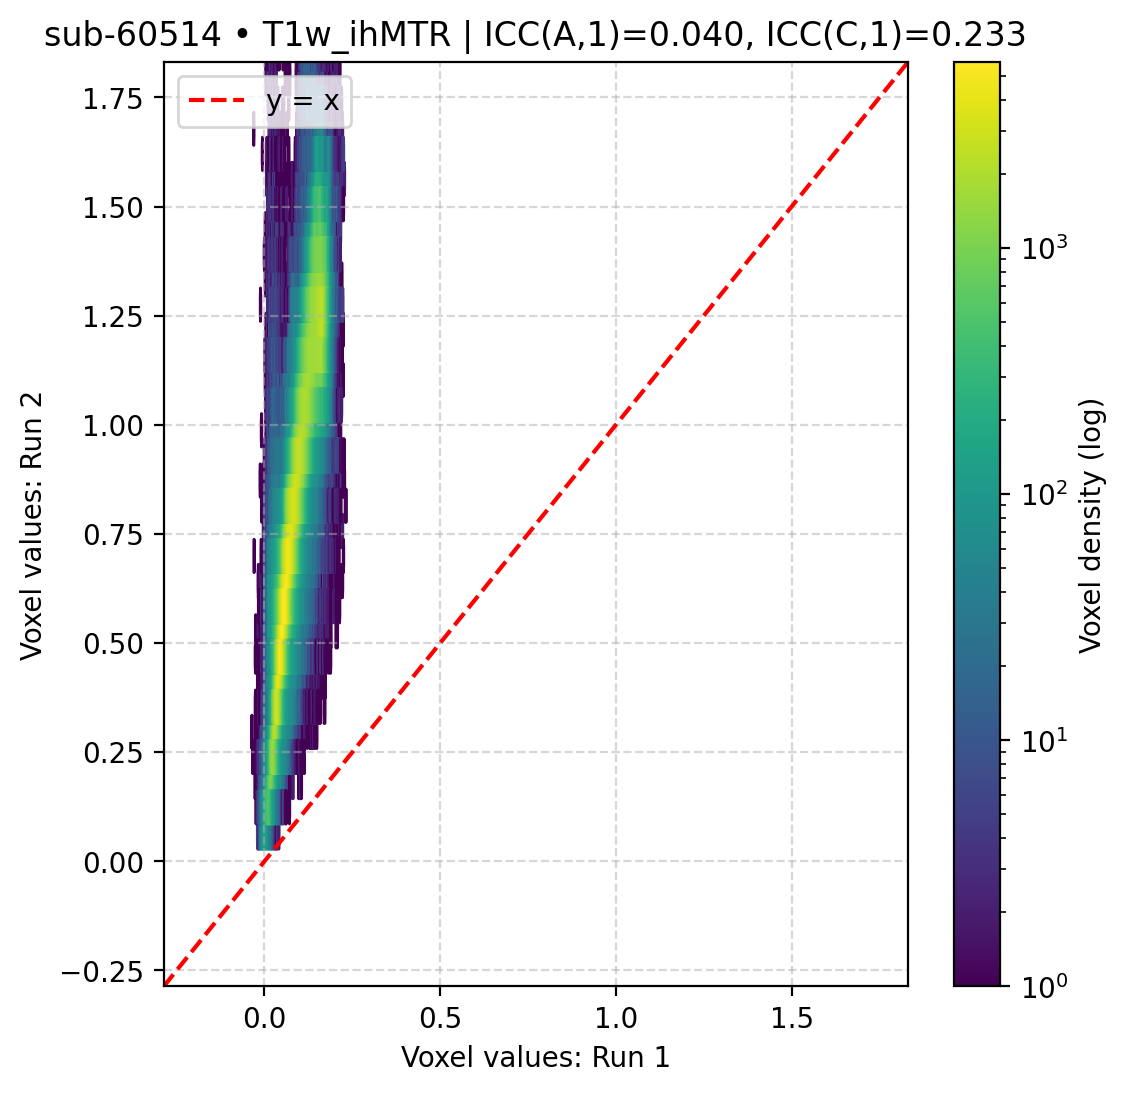 sub-60514 • T1w_ihMTR | ICC(A,1)=0.040, ICC(C,1)=0.233
y = x
1.75
1.50
1.25
1.00
0.75
0.50
0.25
0.00
−0.25
Voxel values: Run 2
0.0 0.5 1.0 1.5
Voxel values: Run 1
10³
10²
10¹
10⁰
Voxel density (log)